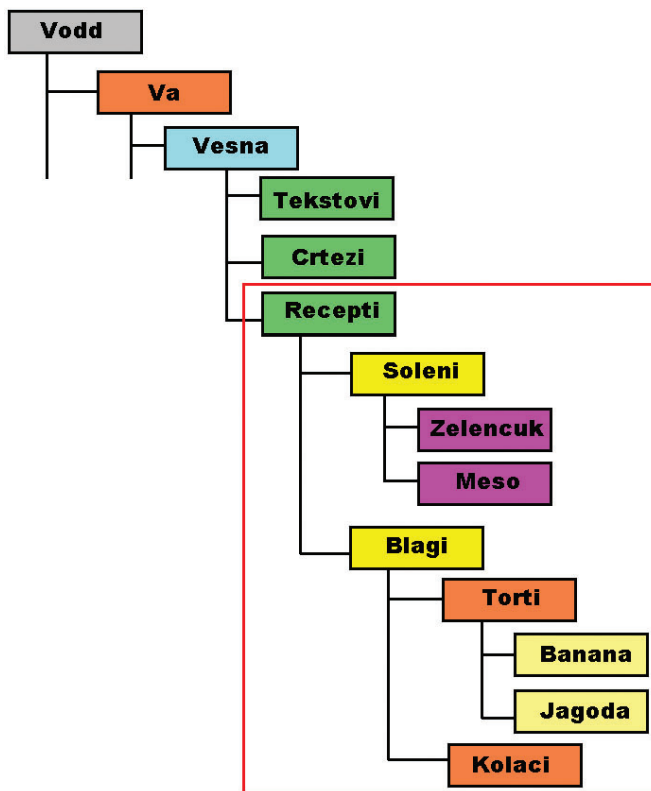 Vodd
Va
Vesna
Tekstovi
Crtezi
Recepti
Soleni
Zelencuk
Meso
Blagi
Torti
Banana
Jagoda
Kolaci